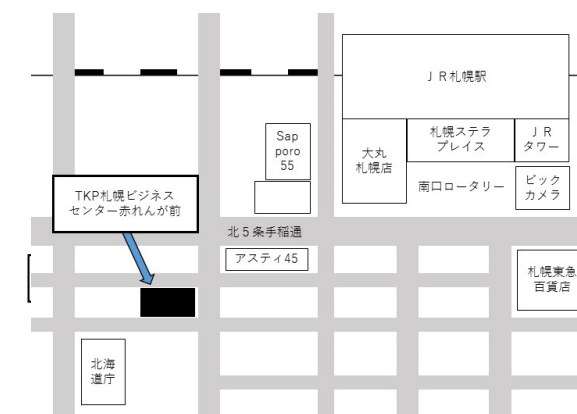 ＪＲ札幌駅
Sap
poro
55
大丸
札幌店
札幌ステラ
プレイス
ＪＲ
タワー
南口ロータリー
ビック
カメラ
TKP札幌ビジネス
センター赤れんが前
北５条手稲通
アスティ45
札幌東急
百貨店
北海
道庁